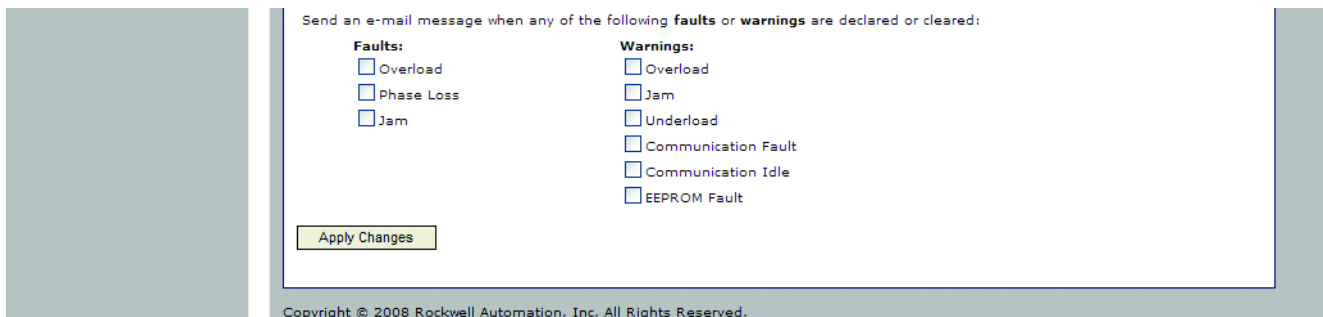 Send an e-mail message when any of the following faults or warnings are declared or cleared:
Faults:
Warnings:
Overload
Overload
Phase Loss
Jam
Jam
Underload
Communication Fault
Communication Idle
EEPROM Fault
Apply Changes
Copyright © 2008 Rockwell Automation, Inc. All Rights Reserved.